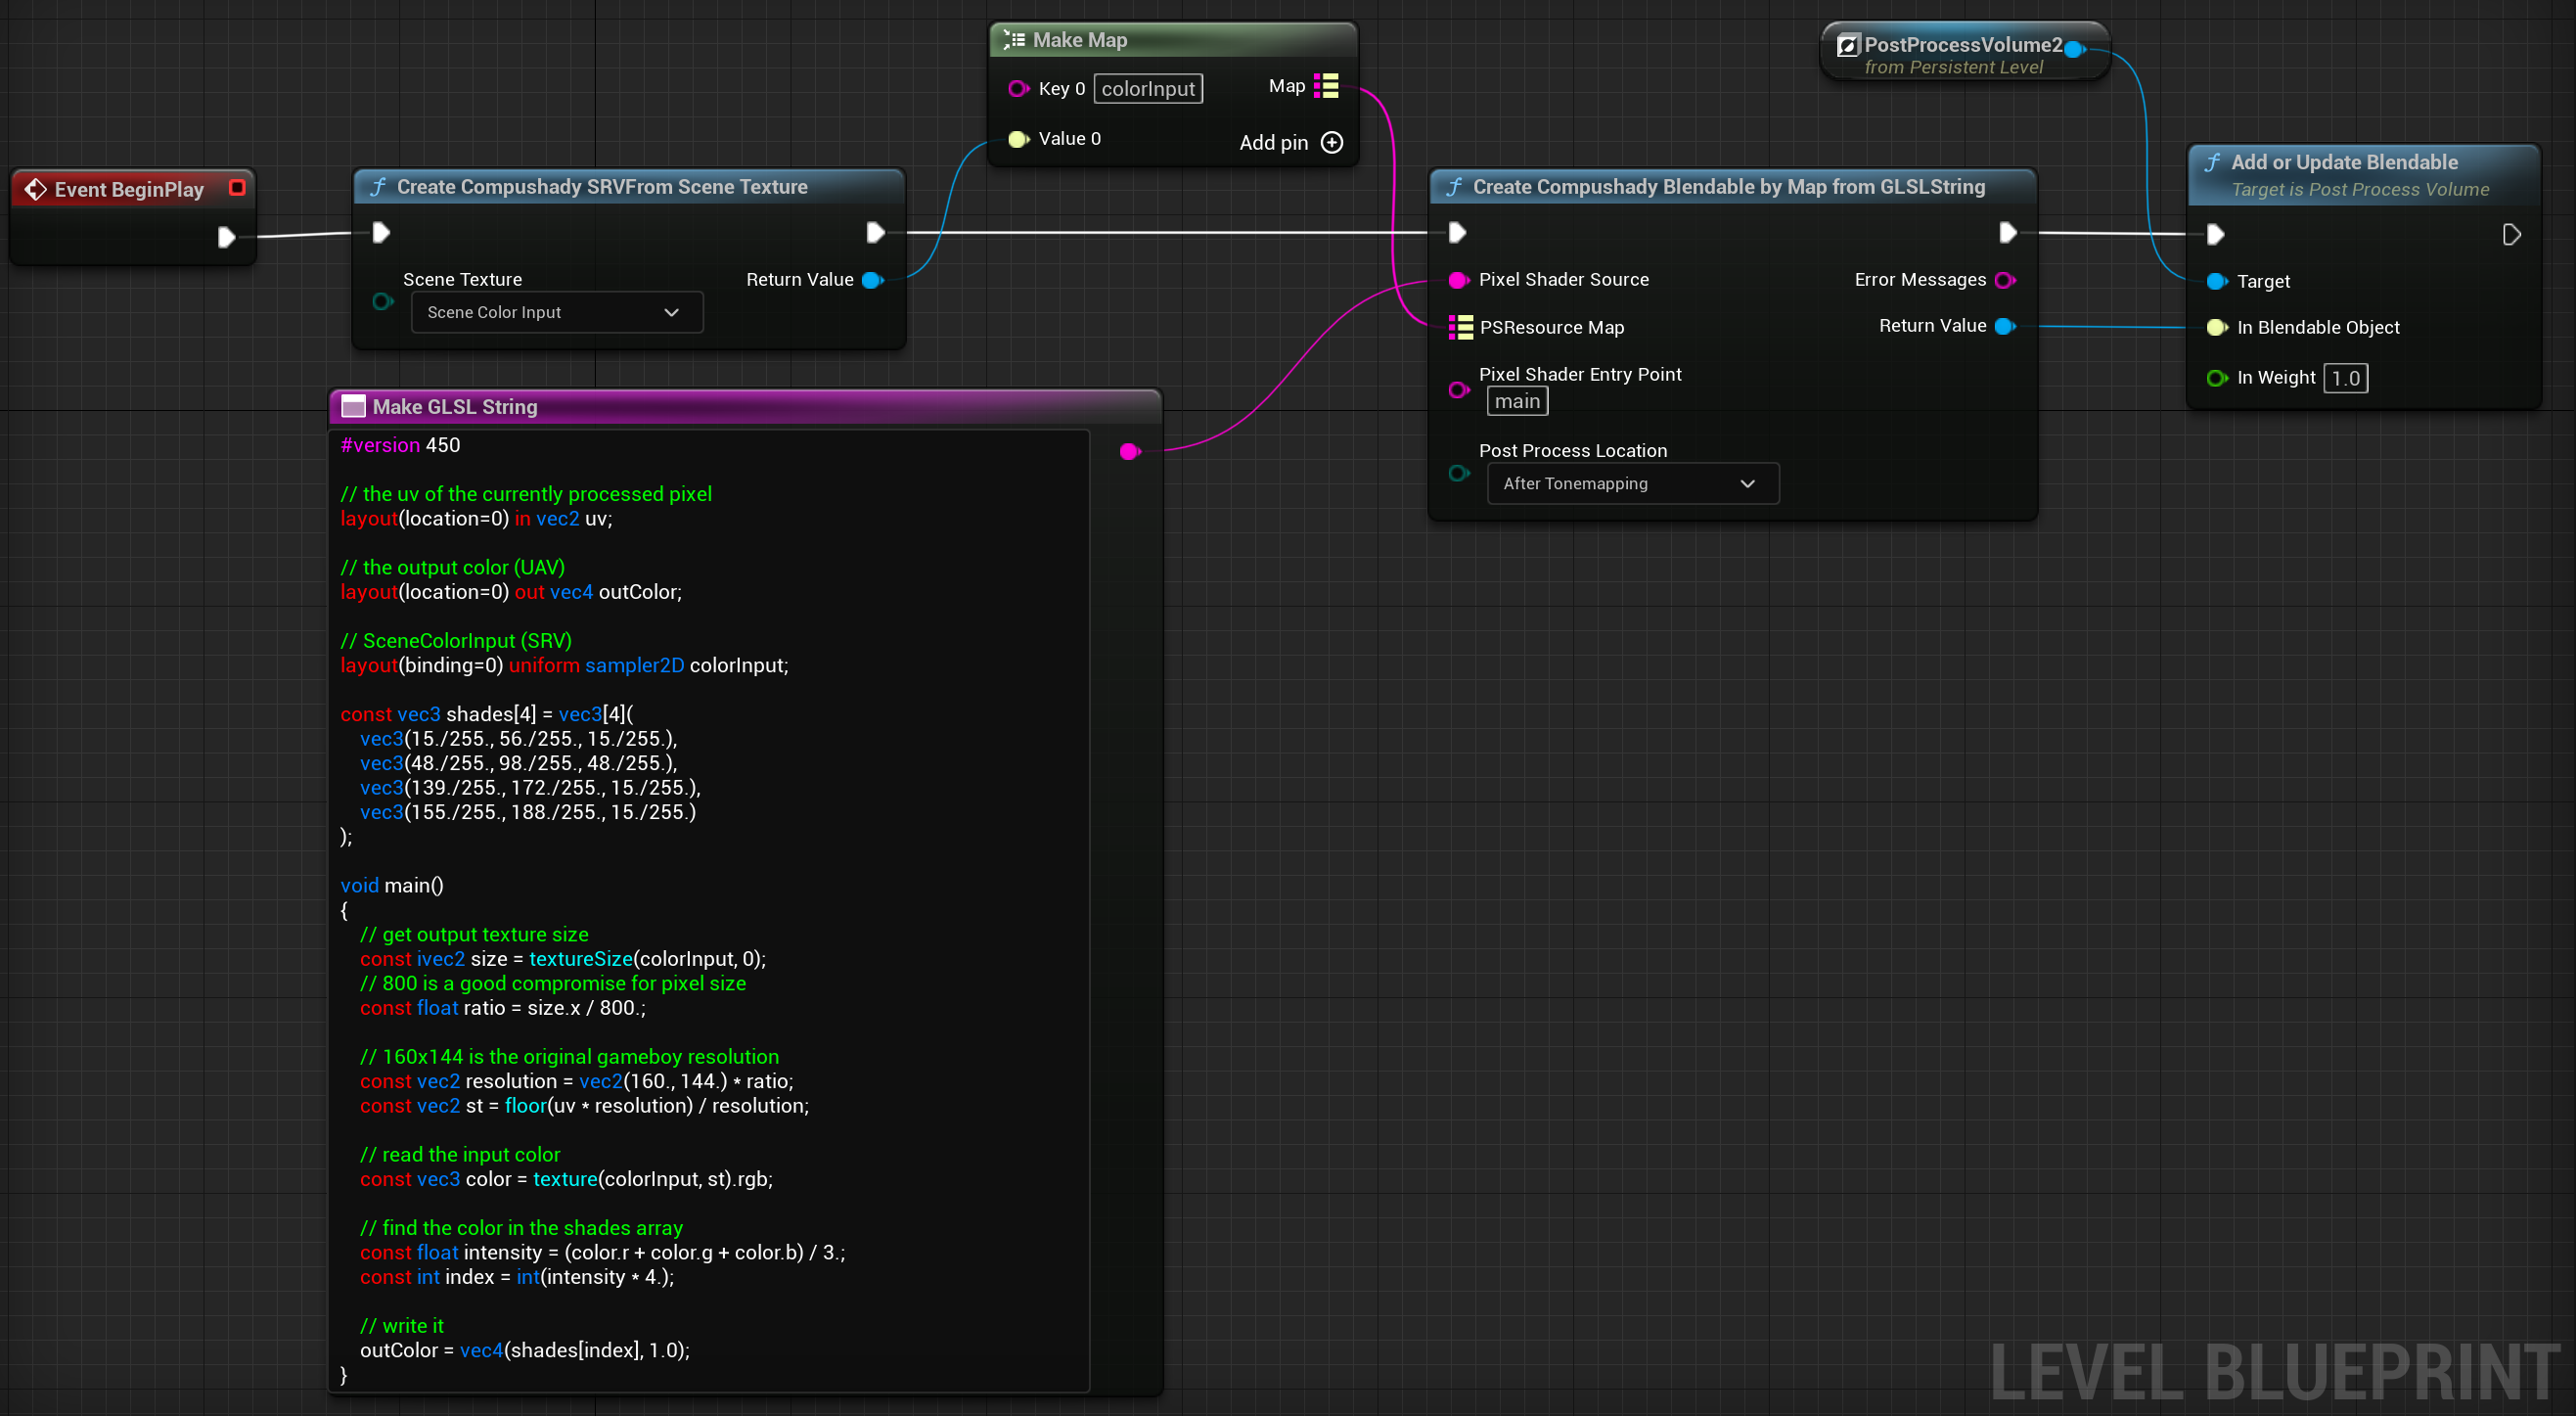 Event BeginPlay
Create Compushady SRVFrom Scene Texture
Scene Texture
Scene Color Input
Return Value
Make Map
Key 0 colorInput
Map
Value 0
Add pin
Make GLSL String
#version 450
// the uv of the currently processed pixel
layout(location=0) in vec2 uv;
// the output color (UAV)
layout(location=0) out vec4 outColor;
// SceneColorInput (SRV)
layout(binding=0) uniform sampler2D colorInput;
const vec3 shades[4] = vec3[4](
vec3(15./255., 56./255., 15./255.),
vec3(48./255., 98./255., 48./255.),
vec3(139./255., 172./255., 15./255.),
vec3(155./255., 188./255., 15./255.)
);
void main()
{
// get output texture size
const ivec2 size = textureSize(colorInput, 0);
// 800 is a good compromise for pixel size
const float ratio = size.x / 800.;
// 160x144 is the original gameboy resolution
const vec2 resolution = vec2(160., 144.) * ratio;
const vec2 st = floor(uv * resolution) / resolution;
// read the input color
const vec3 color = texture(colorInput, st).rgb;
// find the color in the shades array
const float intensity = (color.r + color.g + color.b) / 3.;
const int index = int(intensity * 4.);
// write it
outColor = vec4(shades[index], 1.0);
}
Create Compushady Blendable by Map from GLSLString
Pixel Shader Source
Error Messages
PSResource Map
Return Value
Pixel Shader Entry Point
main
Post Process Location
After Tonemapping
PostProcessVolume2
from Persistent Level
Add or Update Blendable
Target is Post Process Volume
Target
In Blendable Object
In Weight 1.0
LEVEL BLUEPRINT